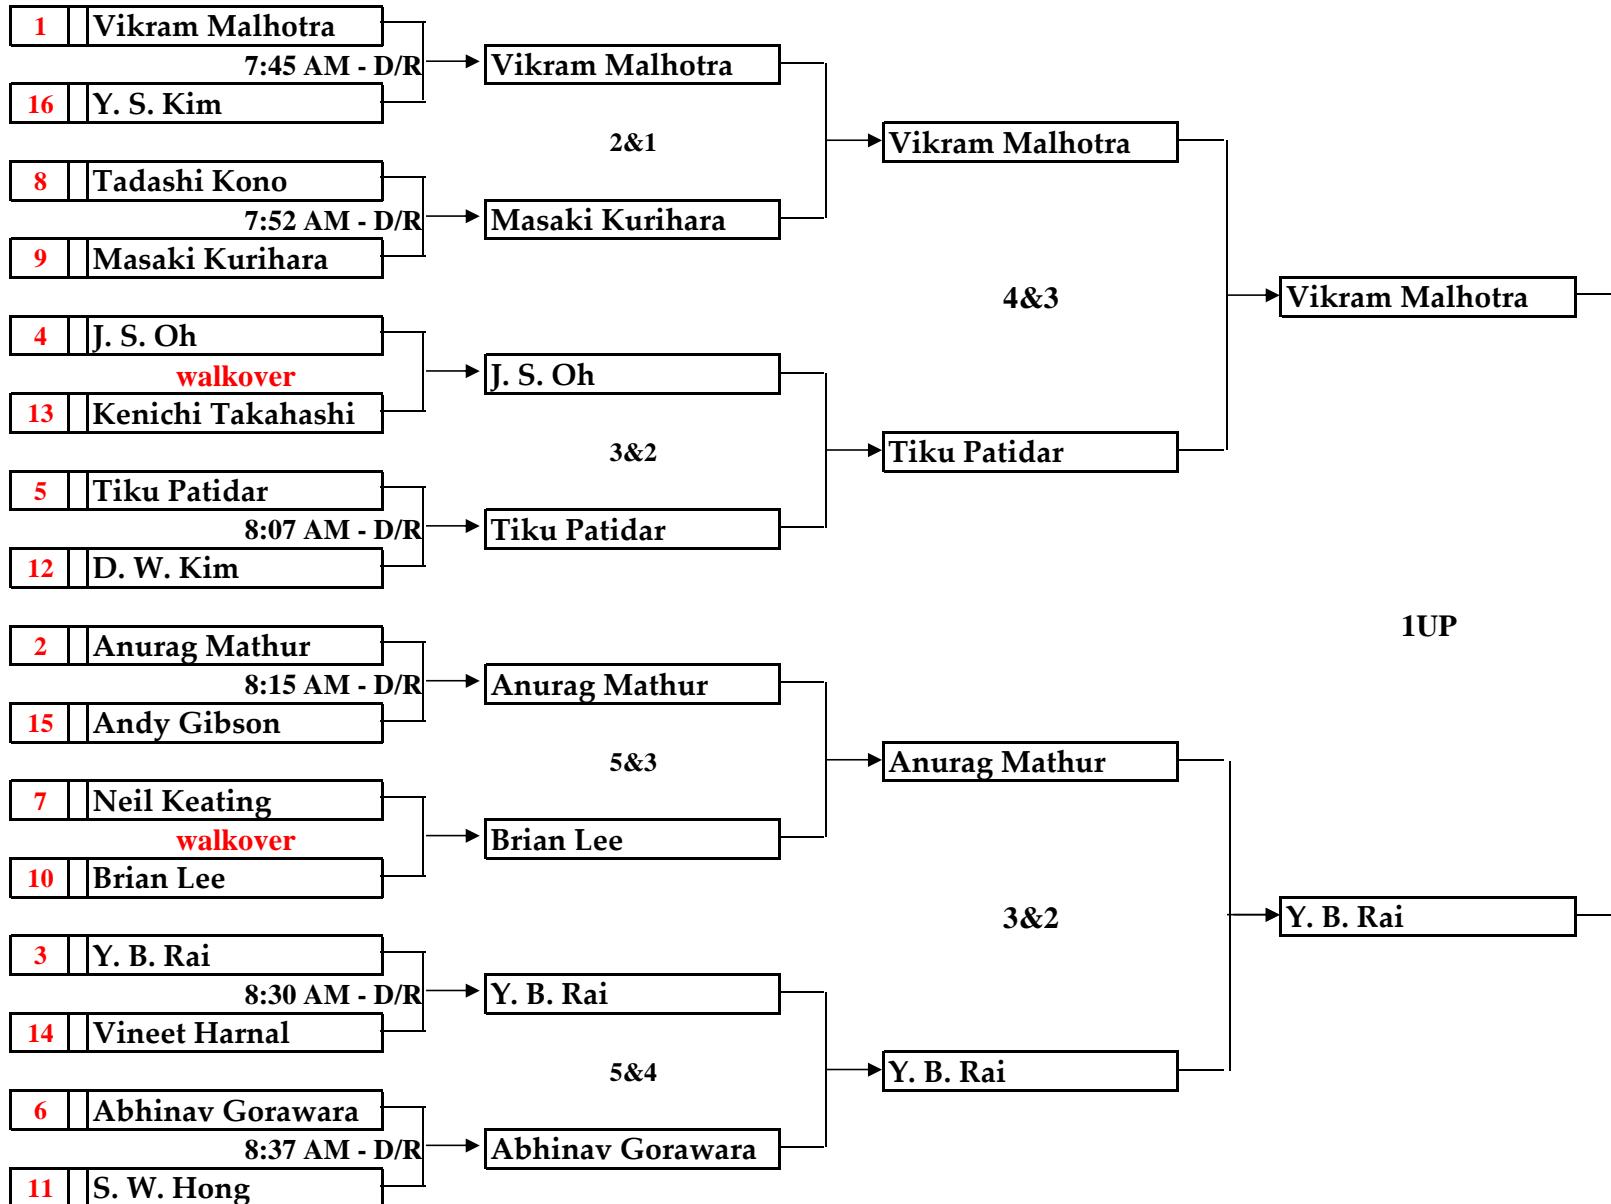 1 Vikram Malhotra
7:45 AM - D/R
Vikram Malhotra
16 Y. S. Kim
2&1
Vikram Malhotra
8 Tadashi Kono
7:52 AM - D/R
Masaki Kurihara
9 Masaki Kurihara
4&3
Vikram Malhotra
4 J. S. Oh
walkover
J. S. Oh
13 Kenichi Takahashi
3&2
Tiku Patidar
5 Tiku Patidar
8:07 AM - D/R
Tiku Patidar
12 D. W. Kim
1UP
2 Anurag Mathur
8:15 AM - D/R
Anurag Mathur
15 Andy Gibson
5&3
Anurag Mathur
7 Neil Keating
walkover
Brian Lee
10 Brian Lee
3&2
Y. B. Rai
3 Y. B. Rai
8:30 AM - D/R
Y. B. Rai
14 Vineet Harnal
5&4
Y. B. Rai
6 Abhinav Gorawara
8:37 AM - D/R
Abhinav Gorawara
11 S. W. Hong